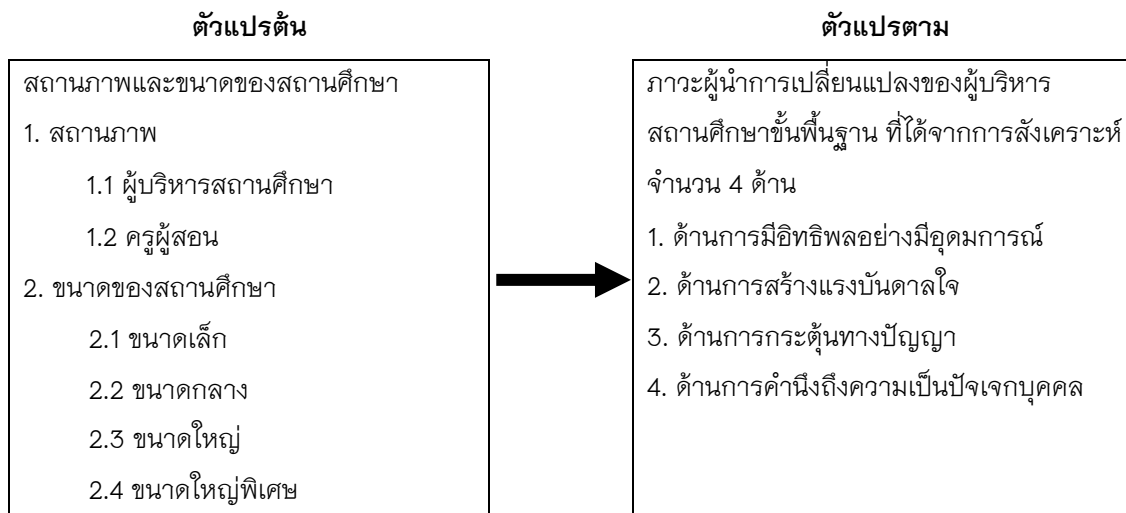 ตัวแปรต้น
สถานภาพและขนาดของสถานศึกษา
1. สถานภาพ
1.1 ผู้บริหารสถานศึกษา
1.2 ครูผู้สอน
2. ขนาดของสถานศึกษา
2.1 ขนาดเล็ก
2.2 ขนาดกลาง
2.3 ขนาดใหญ่
2.4 ขนาดใหญ่พิเศษ
ตัวแปรตาม
ภาวะผู้นำการเปลี่ยนแปลงของผู้บริหาร
สถานศึกษาขั้นพื้นฐาน ที่ได้จากการสังเคราะห์
จำนวน 4 ด้าน
1. ด้านการมีอิทธิพลอย่างมีอุดมการณ์
2. ด้านการสร้างแรงบันดาลใจ
3. ด้านการกระตุ้นทางปัญญา
4. ด้านการคำนึงถึงความเป็นปัจเจกบุคคล